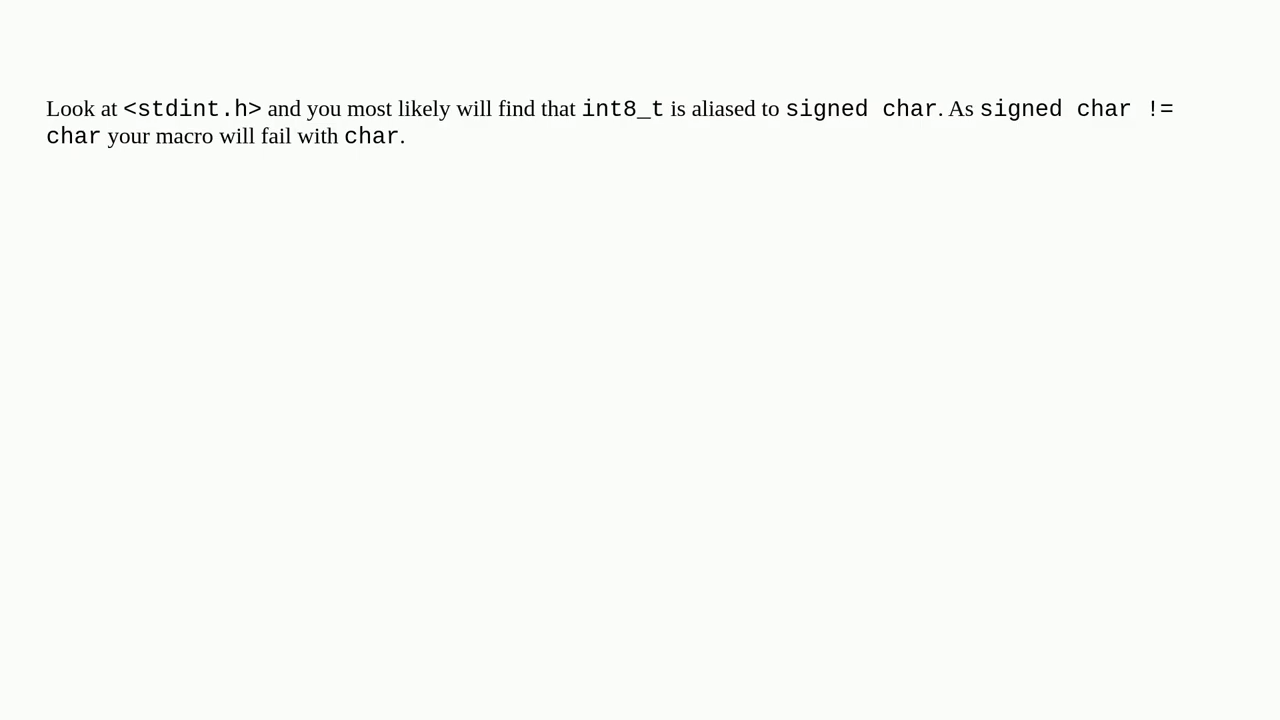 Look at <stdint.h> and you most likely will find that int8_t is aliased to signed char. As signed char !=
char your macro will fail with char.